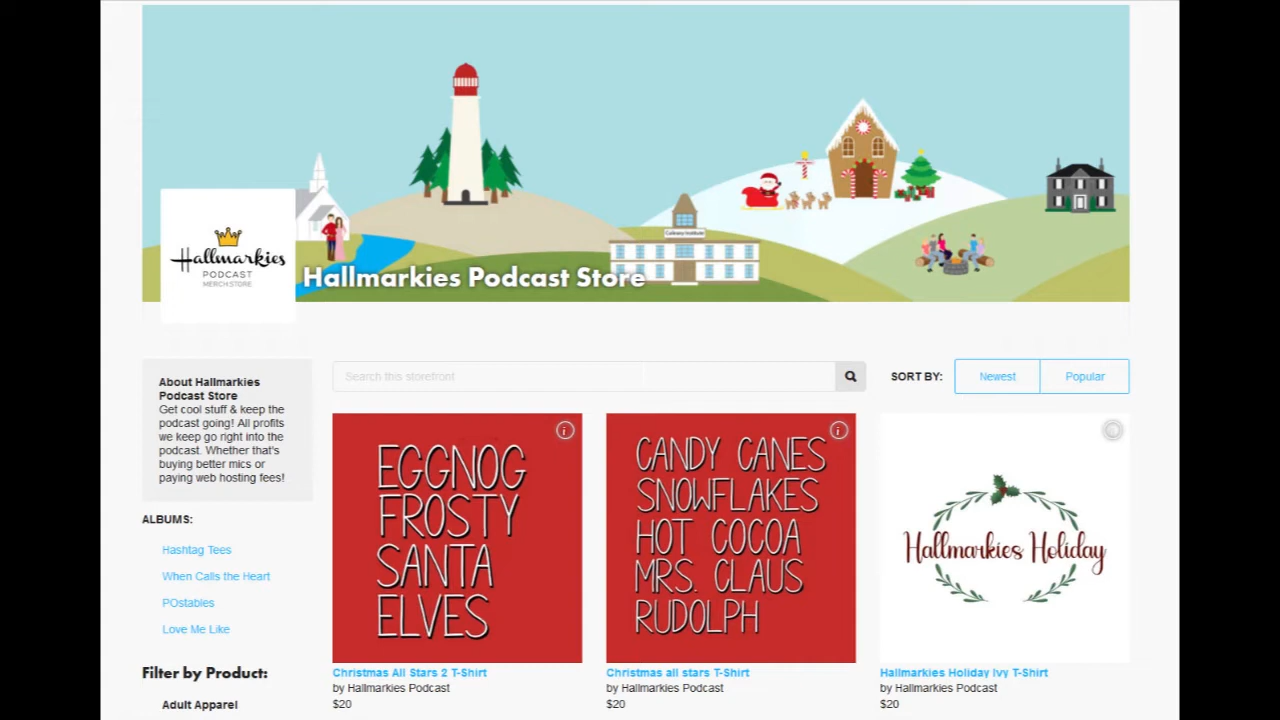 Culinary Institute
Hallmarkies
PODCAST
MERCH STORE
Hallmarkies Podcast Store
About Hallmarkies
Podcast Store
Get cool stuff & keep the
podcast going! All profits
we keep go right into the
podcast. Whether that's
buying better mics or
paying web hosting fees!
Search this storefront
SORT BY:
Newest
Popular
ALBUMS:
Hashtag Tees
When Calls the Heart
POstables
Love Me Like
Filter by Product:
Adult Apparel
EGGNOG
FROSTY
SANTA
ELVES
Christmas All Stars 2 T-Shirt
by Hallmarkies Podcast
$20
CANDY CANES
SNOWFLAKES
HOT COCOA
MRS. CLAUS
RUDOLPH
Christmas all stars T-Shirt
by Hallmarkies Podcast
$20
Hallmarkies Holiday
Hallmarkies Holiday Ivy T-Shirt
by Hallmarkies Podcast
$20